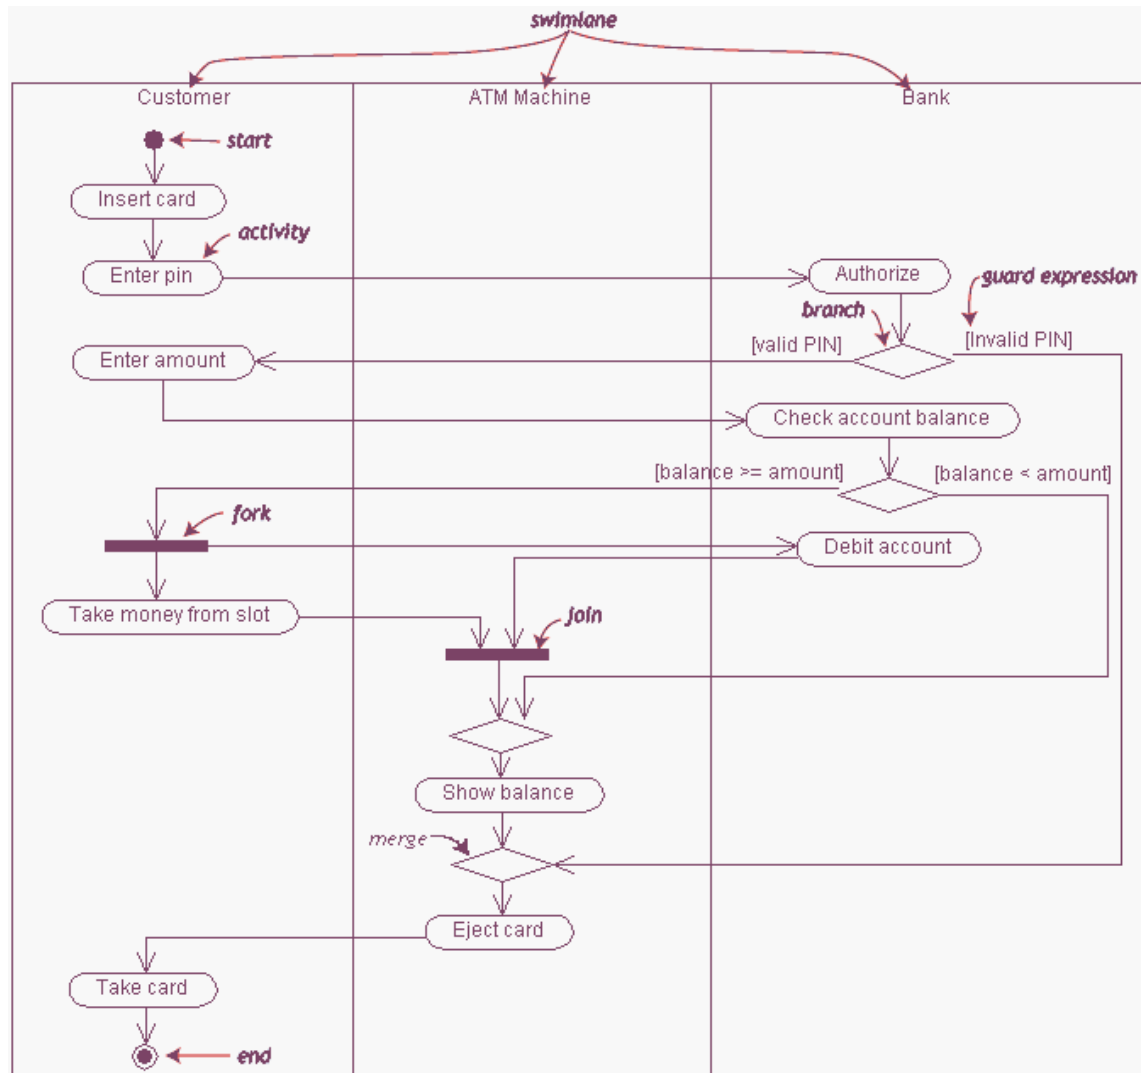 swimlane
Customer ATM Machine Bank
start
Insert card
activity
Enter pin Authorize guard expression
branch
[valid PIN] [Invalid PIN]
Enter amount
Check account balance
[balance >= amount] [balance < amount]
fork
Debit account
Take money from slot
join
Show balance
merge
Eject card
Take card
end